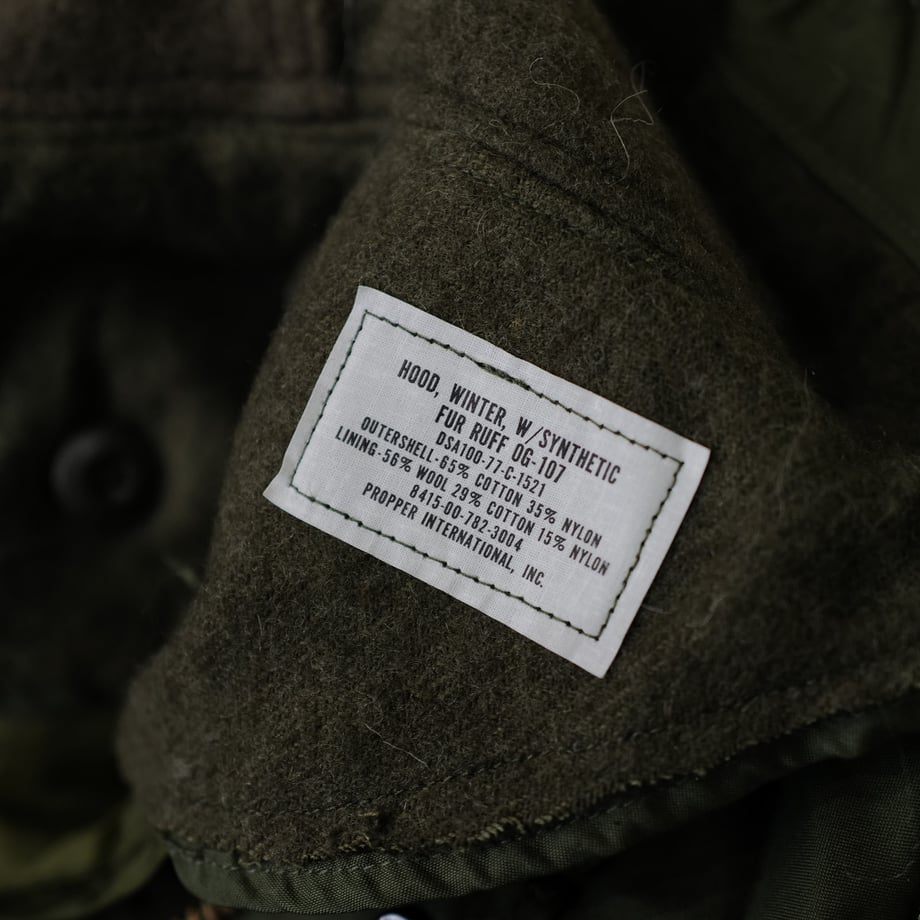 HOOD, WINTER, W/SYNTHETIC
FUR RUFF OG-107
DSA100-77-C-1521
OUTERSHELL-65% COTTON 35% NYLON
LINING-56% WOOL 29% COTTON 15% NYLON
8415-00-782-3004
PROPPER INTERNATIONAL, INC.